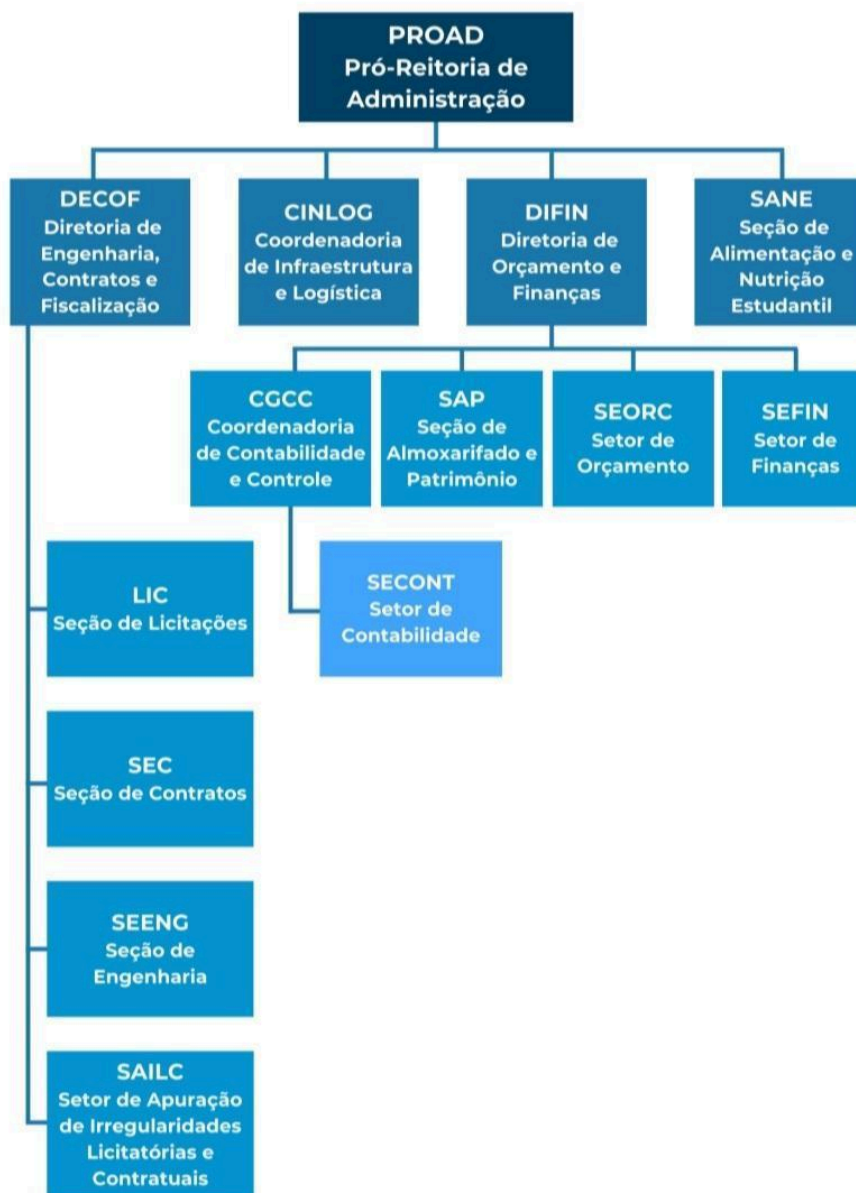 PROAD
Pró-Reitoria de
Administração
DECOF
Diretoria de
Engenharia,
Contratos e
Fiscalização
CINLOG
Coordenadoria
de Infraestrutura
e Logística
DIFIN
Diretoria de
Orçamento e
Finanças
SANE
Seção de
Alimentação e
Nutrição
Estudantil
CGCC
Coordenadoria
de Contabilidade
e Controle
SAP
Seção de
Almoxarifado e
Patrimônio
SEORC
Setor de
Orçamento
SEFIN
Setor de
Finanças
LIC
Seção de Licitações
SECONT
Setor de
Contabilidade
SEC
Seção de Contratos
SEENG
Seção de
Engenharia
SAILC
Setor de Apuração
de Irregularidades
Licitatórias e
Contratuais